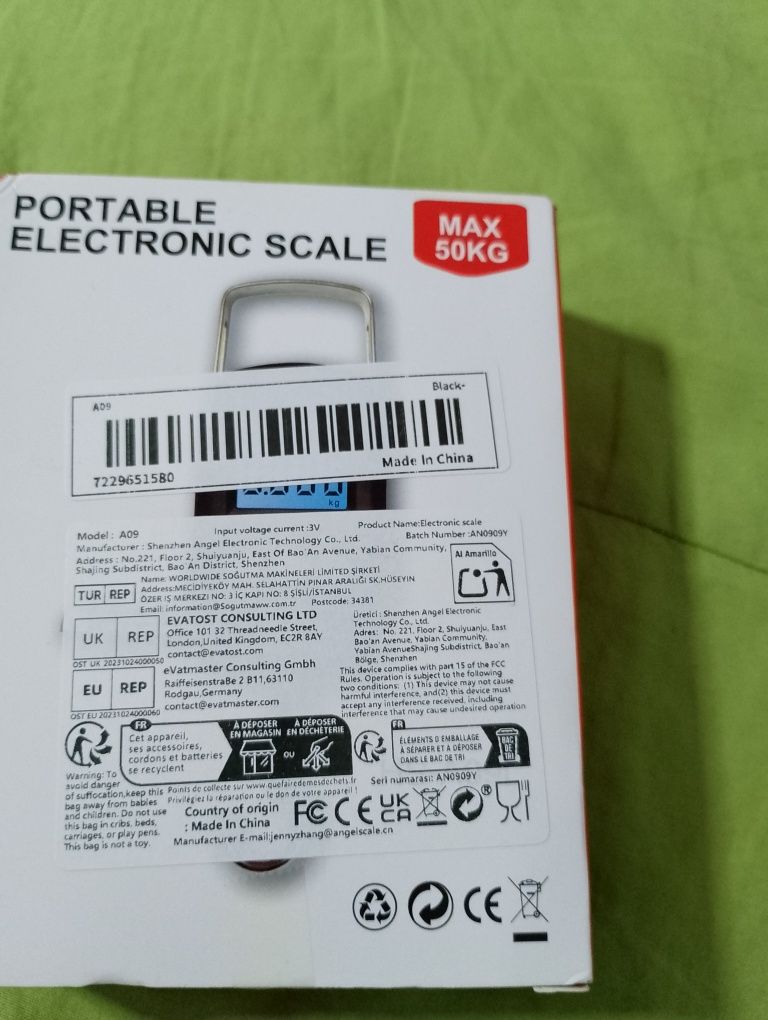 PORTABLE
ELECTRONIC SCALE
MAX
50KG
A09
Black-
7229651580
Made In China
kg
Model : A09
Input voltage current :3V
Product Name:Electronic scale
Manufacturer : Shenzhen Angel Electronic Technology Co., Ltd.
Batch Number :AN0909Y
Address : No.221, Floor 2, Shuiyuanju, East Of Bao'An Avenue, Yabian Community,
Shajing Subdistrict, Bao An District, Shenzhen
Al Amarillo
TUR REP
Name: WORLDWIDE SOĞUTMA MAKİNELERİ LİMİTED ŞİRKETİ
Address:MECİDİYEKÖY MAH. SELAHATTİN PINAR ARALIĞI SK.HÜSEYIN
ÖZER İŞ MERKEZI NO: 3 İÇ KAPI NO: 8 ŞİŞLİ/İSTANBUL
Email: information@Sogutmaww.com.tr
Postcode: 34381
UK REP
OST UK 20231024000050
EVATOST CONSULTING LTD
Office 101 32 Threadneedle Street,
London,United Kingdom, EC2R 8AY
contact@evatost.com
EU REP
OST EU 20231024000060
eVatmaster Consulting GmbH
Raiffeisenstraße 2 B11,63110
Rodgau,Germany
contact@evatmaster.com
Üretici : Shenzhen Angel Electronic
Technology Co., Ltd.
Adres: No. 221, Floor 2, Shuiyuanju, East
Bao'an Avenue, Yabian Community,
Yabian AvenueShajing Subdistrict, Bao'an
Bölge, Shenzhen
This device complies with part 15 of the FCC
Rules. Operation is subject to the following
two conditions: (1) This device may not cause
harmful interference, and(2) this device must
accept any interference received, including
interference that may cause undesired operation
FR
Cet appareil,
ses accessoires,
cordons et batteries
se recyclent
À DÉPOSER
EN MAGASIN
OU
À DÉPOSER
EN DÉCHÈTERIE
FR
ÉLÉMENTS D'EMBALLAGE
À SÉPARER ET À DÉPOSER
DANS LE BAC DE TRI
BAC
DE
TRI
Points de collecte sur www.quefairedemesdechets.fr
Privilégiez la réparation ou le don de votre appareil !
Seri numarası: AN0909Y
Warning: To
avoid danger
of suffocation,keep this
bag away from babies
and children. Do not use
this bag in cribs, beds,
carriages, or play pens.
This bag is not a toy.
Country of origin
: Made In China
FC CE UK
CA
®
Manufacturer E-mail:jennyzhang@angelscale.cn
CE